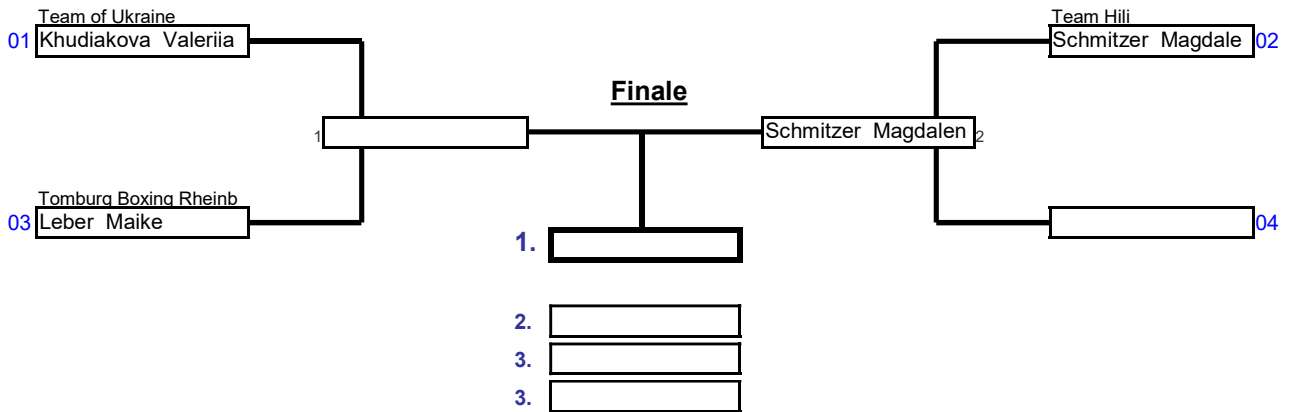 Team of Ukraine
01 Khudiakova Valeriia
Team Hili
Schmitzer Magdale 02
Finale
1
Schmitzer Magdalen 2
Tomburg Boxing Rheinb
03 Leber Maike
04
1.
2.
3.
3.